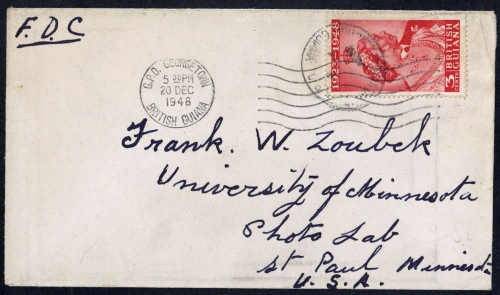 F. D. C
G.P.O. GEORGETOWN
5 PM
20 DEC
1948
BRITISH GUIANA
1923-1948
BRITISH
GUIANA
3
Frank. W. Zoubek
University of Minnesota
Photo Lab
St Paul Minnesota
U. S. A.